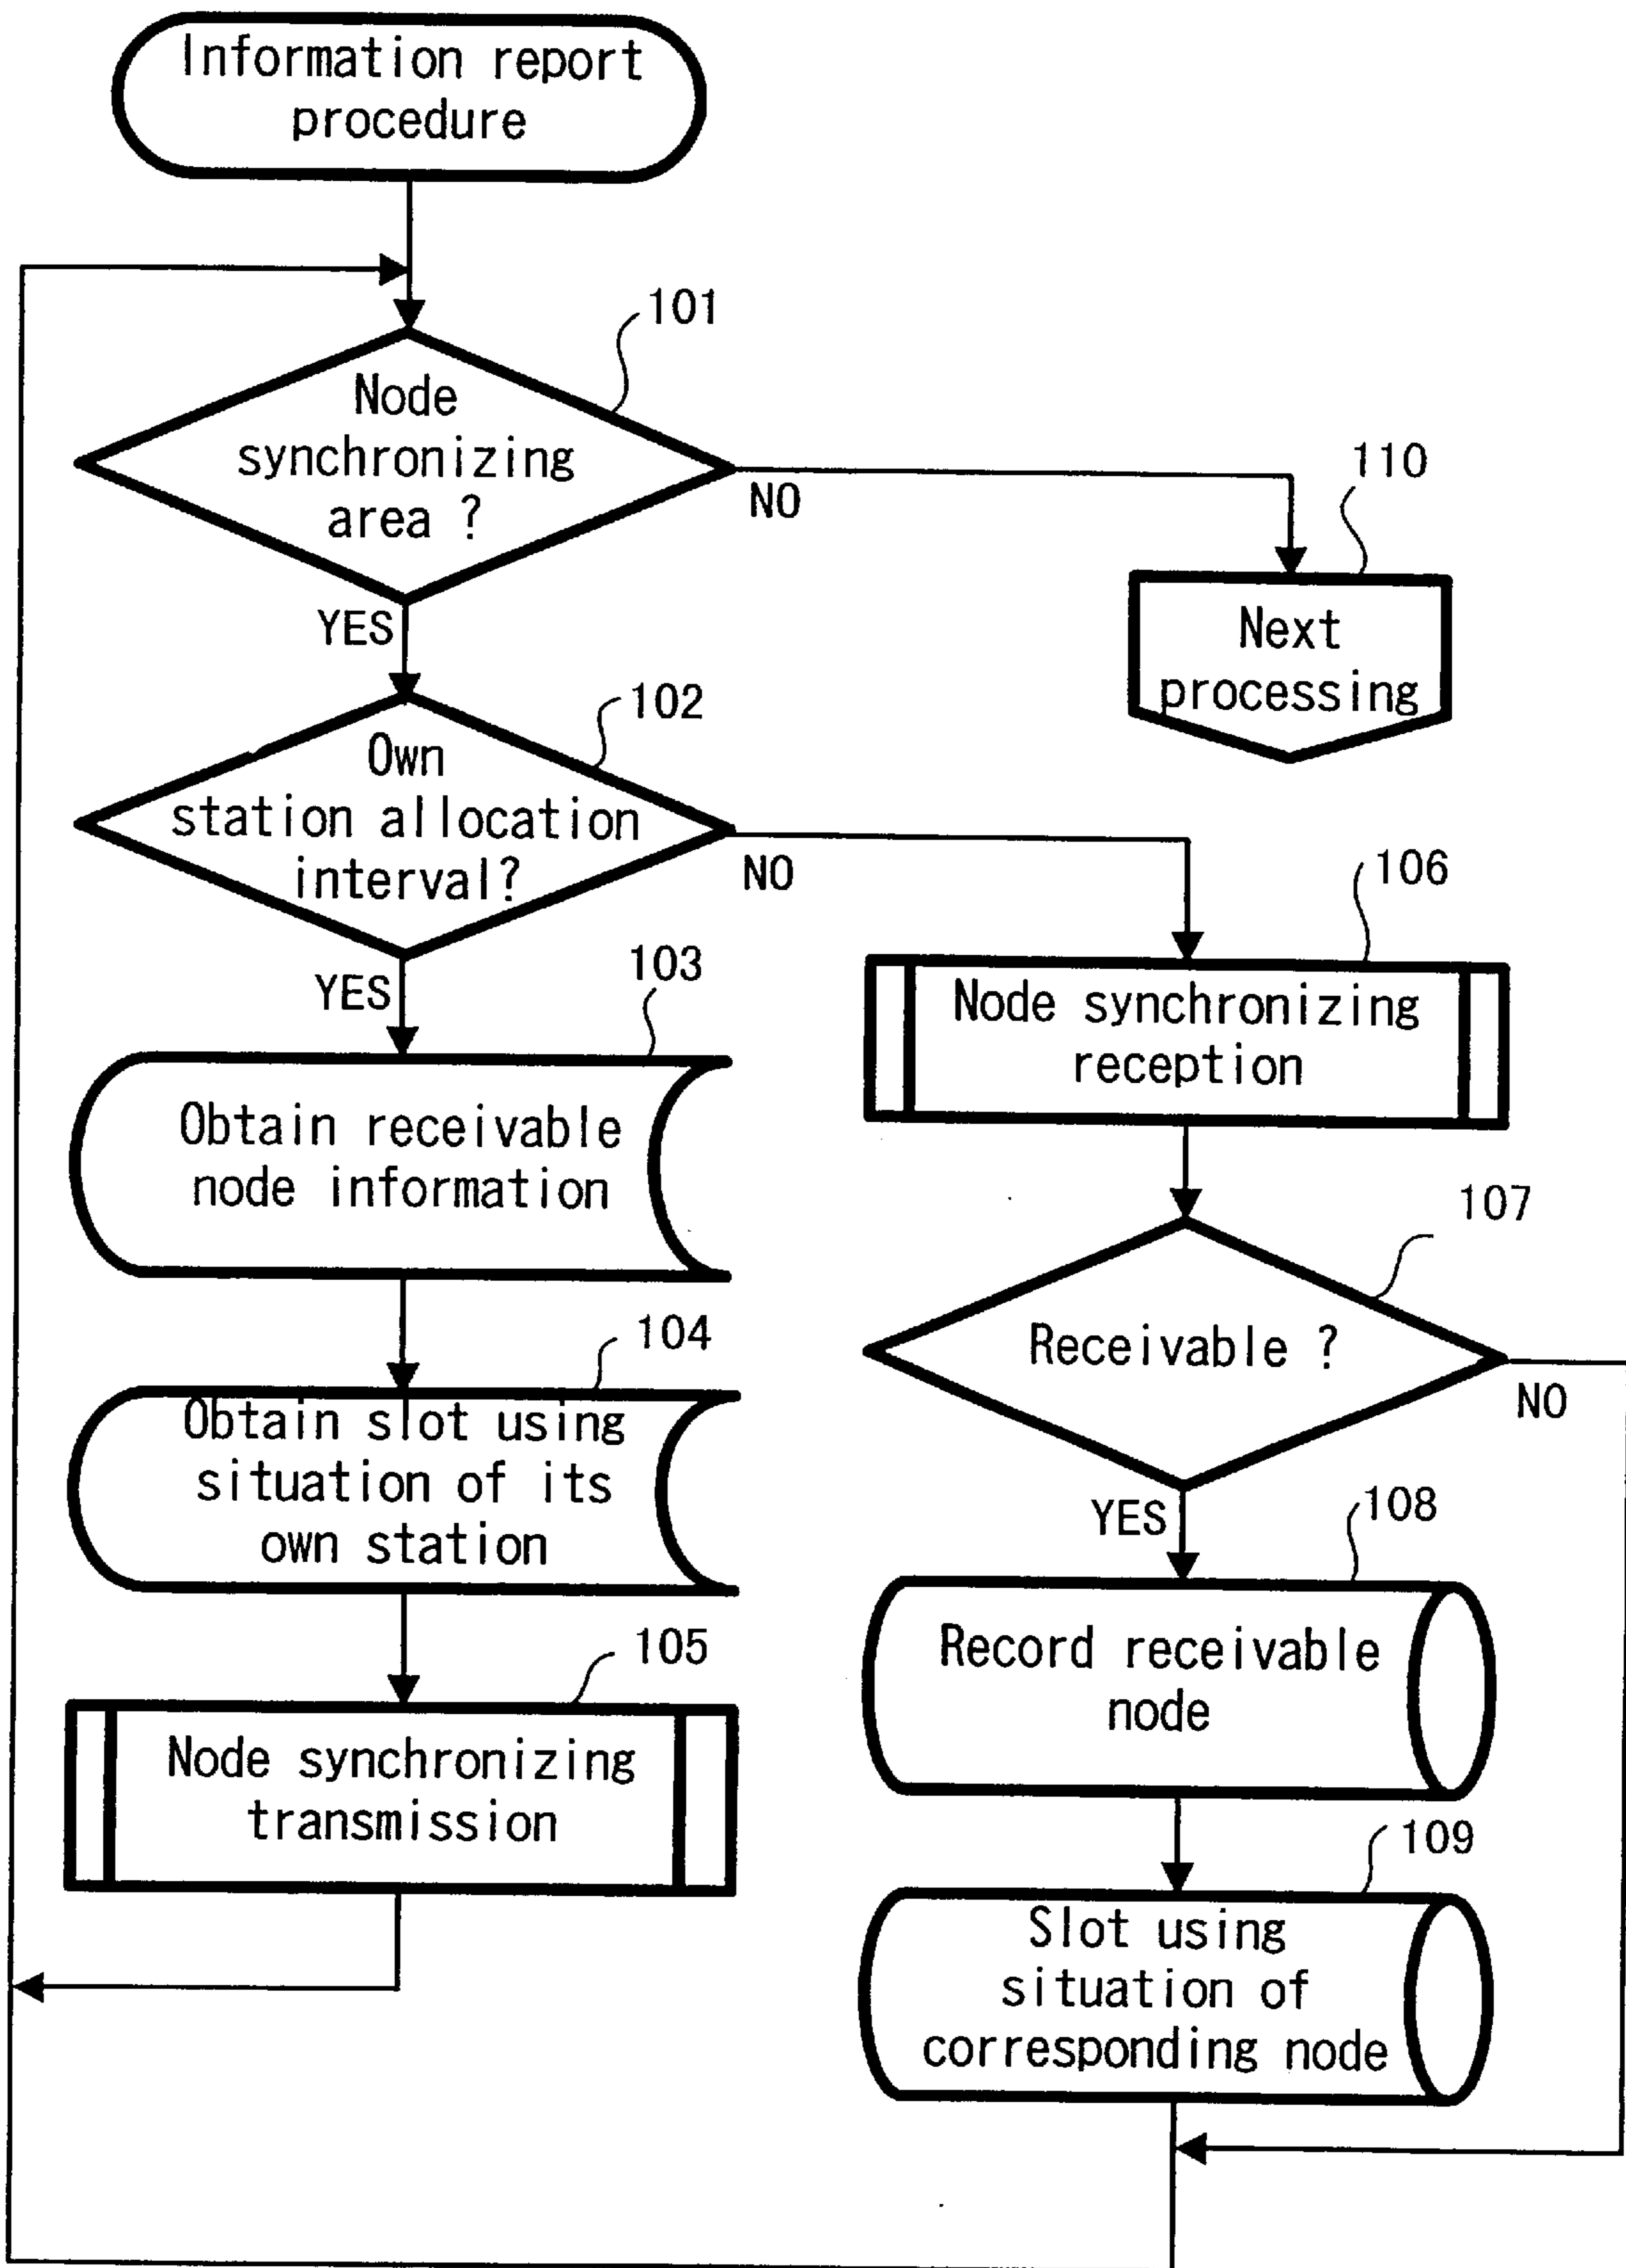 Information report
procedure
101
Node
synchronizing
area ?
NO
YES
110
Next
processing
102
Own
station allocation
interval?
NO
YES
103
Obtain receivable
node information
104
Obtain slot using
situation of its
own station
105
Node synchronizing
transmission
106
Node synchronizing
reception
107
Receivable ?
NO
YES
108
Record receivable
node
109
Slot using
situation of
corresponding node